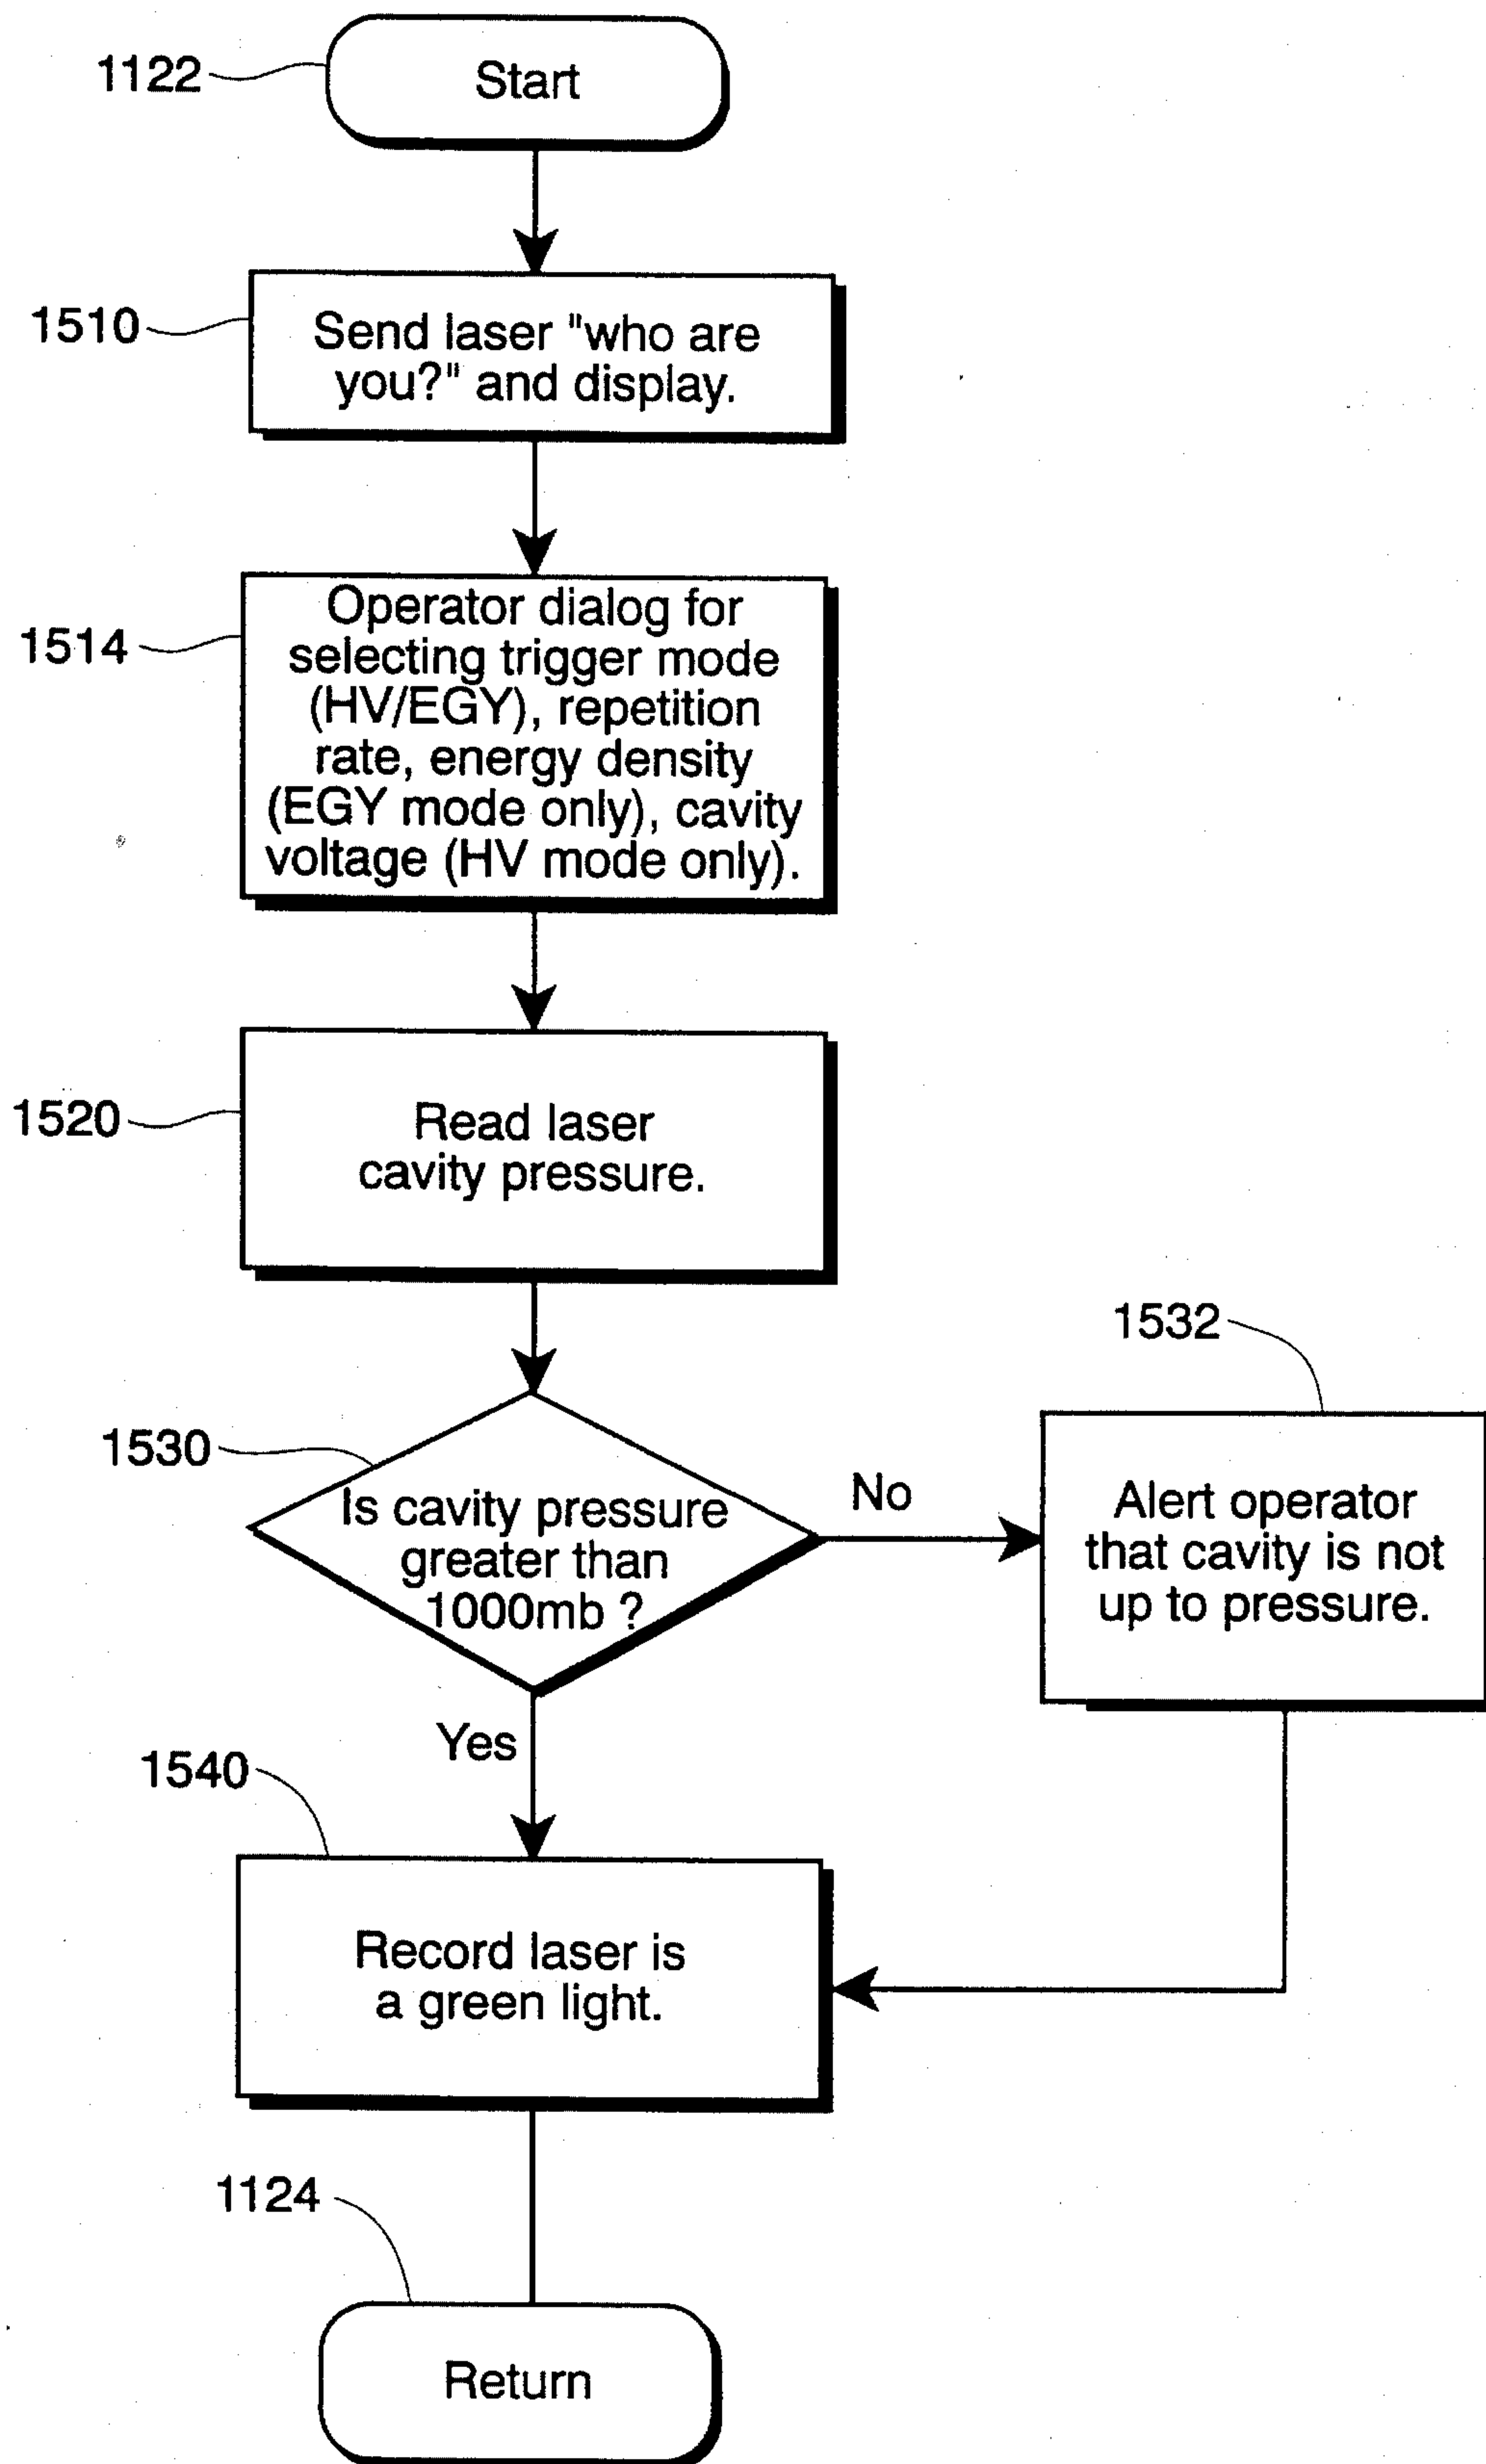 1122
Start
1510
Send laser "who are
you?" and display.
1514
Operator dialog for
selecting trigger mode
(HV/EGY), repetition
rate, energy density
(EGY mode only), cavity
voltage (HV mode only).
1520
Read laser
cavity pressure.
1530
Is cavity pressure
greater than
1000mb ?
No
1532
Alert operator
that cavity is not
up to pressure.
Yes
1540
Record laser is
a green light.
1124
Return